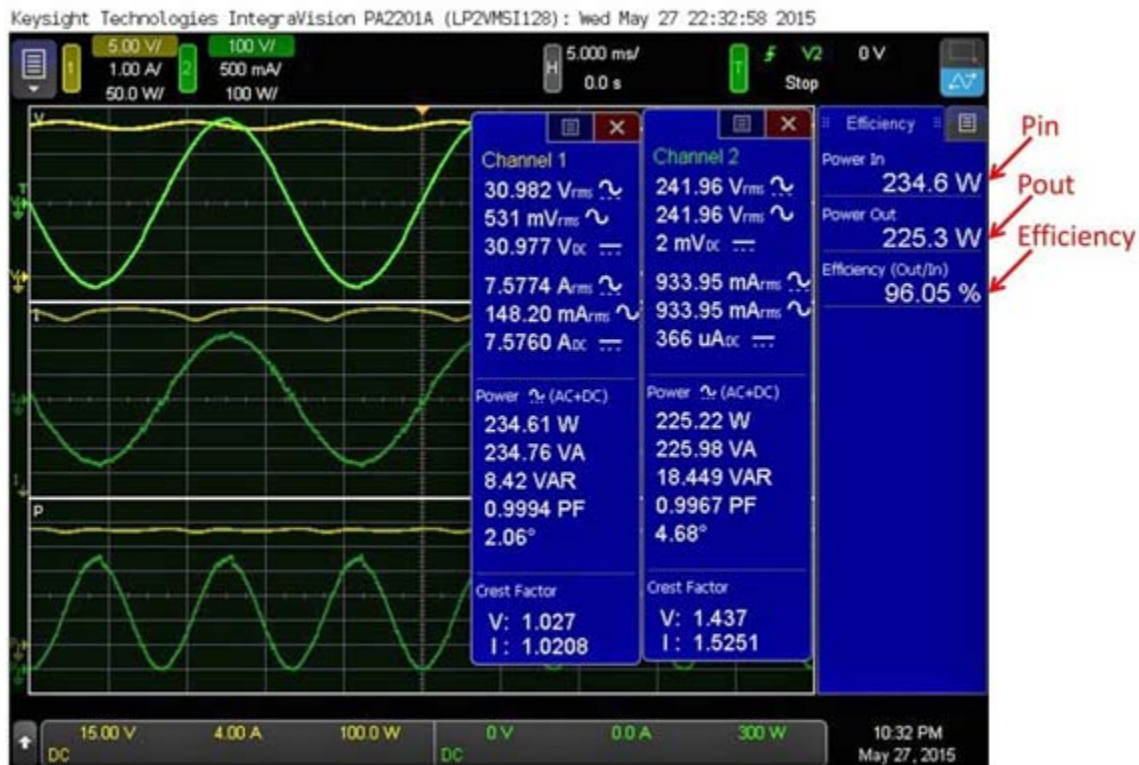 Keysight Technologies IntegraVision PA2201A (LP2VMSI128): Wed May 27 22:32:58 2015
1
5.00 V/
1.00 A/
50.0 W/
2
100 V/
500 mA/
100 W/
H
5.000 ms/
0.0 s
T
V2
0 V
Stop
V
I
P
Channel 1
30.982 Vrms
531 mVrms
30.977 VDC
7.5774 Arms
148.20 mArms
7.5760 ADC
Power (AC+DC)
234.61 W
234.76 VA
8.42 VAR
0.9994 PF
2.06°
Crest Factor
V: 1.027
I: 1.0208
Channel 2
241.96 Vrms
241.96 Vrms
2 mVDC
933.95 mArms
933.95 mArms
366 uADC
Power (AC+DC)
225.22 W
225.98 VA
18.449 VAR
0.9967 PF
4.68°
Crest Factor
V: 1.437
I: 1.5251
Efficiency
Power In
234.6 W
Power Out
225.3 W
Efficiency (Out/In)
96.05 %
Pin
Pout
Efficiency
15.00 V 4.00 A 100.0 W
DC
0 V 0.0 A 300 W
DC
10:32 PM
May 27, 2015